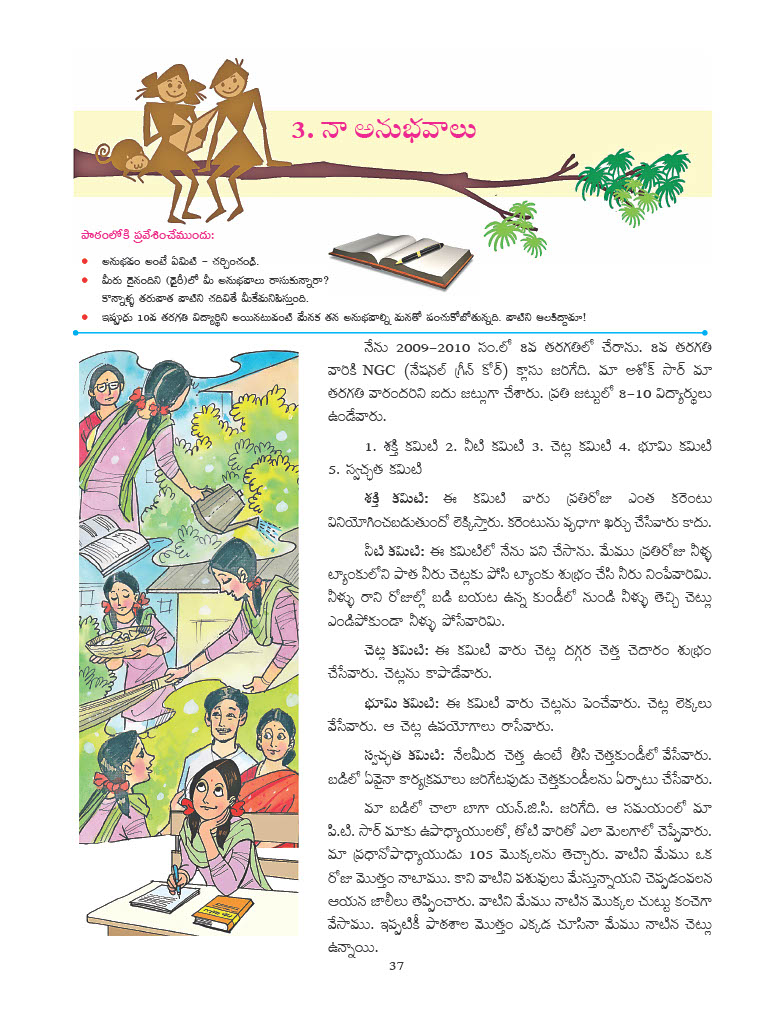 3. నా అనుభవాలు
పాఠంలోకి ప్రవేశించేముందు:
• అనుభవం అంటే ఏమిటి – చర్చించండి.
• మీరు దైనందిని (డైరీ)లో మీ అనుభవాలు రాసుకున్నారా?
కొన్నాళ్ళ తరువాత వాటిని చదివితే మీకేమనిపిస్తుంది.
• ఇప్పుడు 10వ తరగతి విద్యార్థిని అయినటువంటి మేనక తన అనుభవాల్ని మనతో పంచుకోబోతున్నది. వాటిని ఆలకిద్దామా!
నేను 2009–2010 సం.లో 8వ తరగతిలో చేరాను. 8వ తరగతి
వారికి NGC (నేషనల్ గ్రీన్ కోర్) క్లాసు జరిగేది. మా అశోక్ సార్ మా
తరగతి వారందరిని ఐదు జట్లుగా చేశారు. ప్రతి జట్టులో 8–10 విద్యార్థులు
ఉండేవారు.
1. శక్తి కమిటి 2. నీటి కమిటి 3. చెట్ల కమిటి 4. భూమి కమిటి
5. స్వచ్ఛత కమిటి
శక్తి కమిటి: ఈ కమిటి వారు ప్రతిరోజు ఎంత కరెంటు
వినియోగించబడుతుందో లెక్కిస్తారు. కరెంటును వృధాగా ఖర్చు చేసేవారు కాదు.
నీటి కమిటి: ఈ కమిటిలో నేను పని చేసాను. మేము ప్రతిరోజు నీళ్ళ
ట్యాంకులోని పాత నీరు చెట్లకు పోసి ట్యాంకు శుభ్రం చేసి నీరు నింపేవారిమి.
నీళ్ళు రాని రోజుల్లో బడి బయట ఉన్న కుండీలో నుండి నీళ్ళు తెచ్చి చెట్లు
ఎండిపోకుండా నీళ్ళు పోసేవారిమి.
చెట్ల కమిటి: ఈ కమిటి వారు చెట్ల దగ్గర చెత్త చెదారం శుభ్రం
చేసేవారు. చెట్లను కాపాడేవారు.
భూమి కమిటి: ఈ కమిటి వారు చెట్లను పెంచేవారు. చెట్ల లెక్కలు
వేసేవారు. ఆ చెట్ల ఉపయోగాలు రాసేవారు.
స్వచ్ఛత కమిటి: నేలమీద చెత్త ఉంటే తీసి చెత్తకుండీలో వేసేవారు.
బడిలో ఏవైనా కార్యక్రమాలు జరిగేటపుడు చెత్తకుండీలను ఏర్పాటు చేసేవారు.
మా బడిలో చాలా బాగా యన్.జి.సి. జరిగేది. ఆ సమయంలో మా
పి.టి. సార్ మాకు ఉపాధ్యాయులతో, తోటి వారితో ఎలా మెలగాలో చెప్పేవారు.
మా ప్రధానోపాధ్యాయుడు 105 మొక్కలను తెచ్చారు. వాటిని మేము ఒక
రోజు మొత్తం నాటాము. కాని వాటిని పశువులు మేస్తున్నాయని చెప్పడంవలన
ఆయన జాలీలు తెప్పించారు. వాటిని మేము నాటిన మొక్కల చుట్టు కంచెగా
వేసాము. ఇప్పటికీ పాఠశాల మొత్తం ఎక్కడ చూసినా మేము నాటిన చెట్లు
ఉన్నాయి.
37